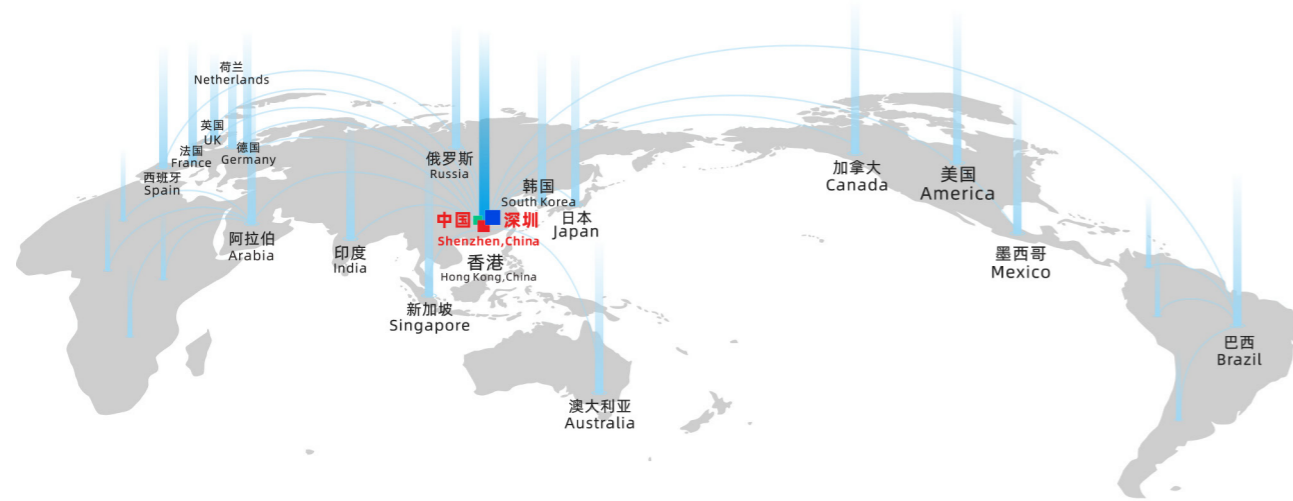 荷兰
Netherlands
英国
UK
法国
France
德国
Germany
西班牙
Spain
俄罗斯
Russia
韩国
South Korea
加拿大
Canada
美国
America
中国 深圳
Shenzhen,China
日本
Japan
阿拉伯
Arabia
印度
India
香港
Hong Kong,China
墨西哥
Mexico
新加坡
Singapore
巴西
Brazil
澳大利亚
Australia